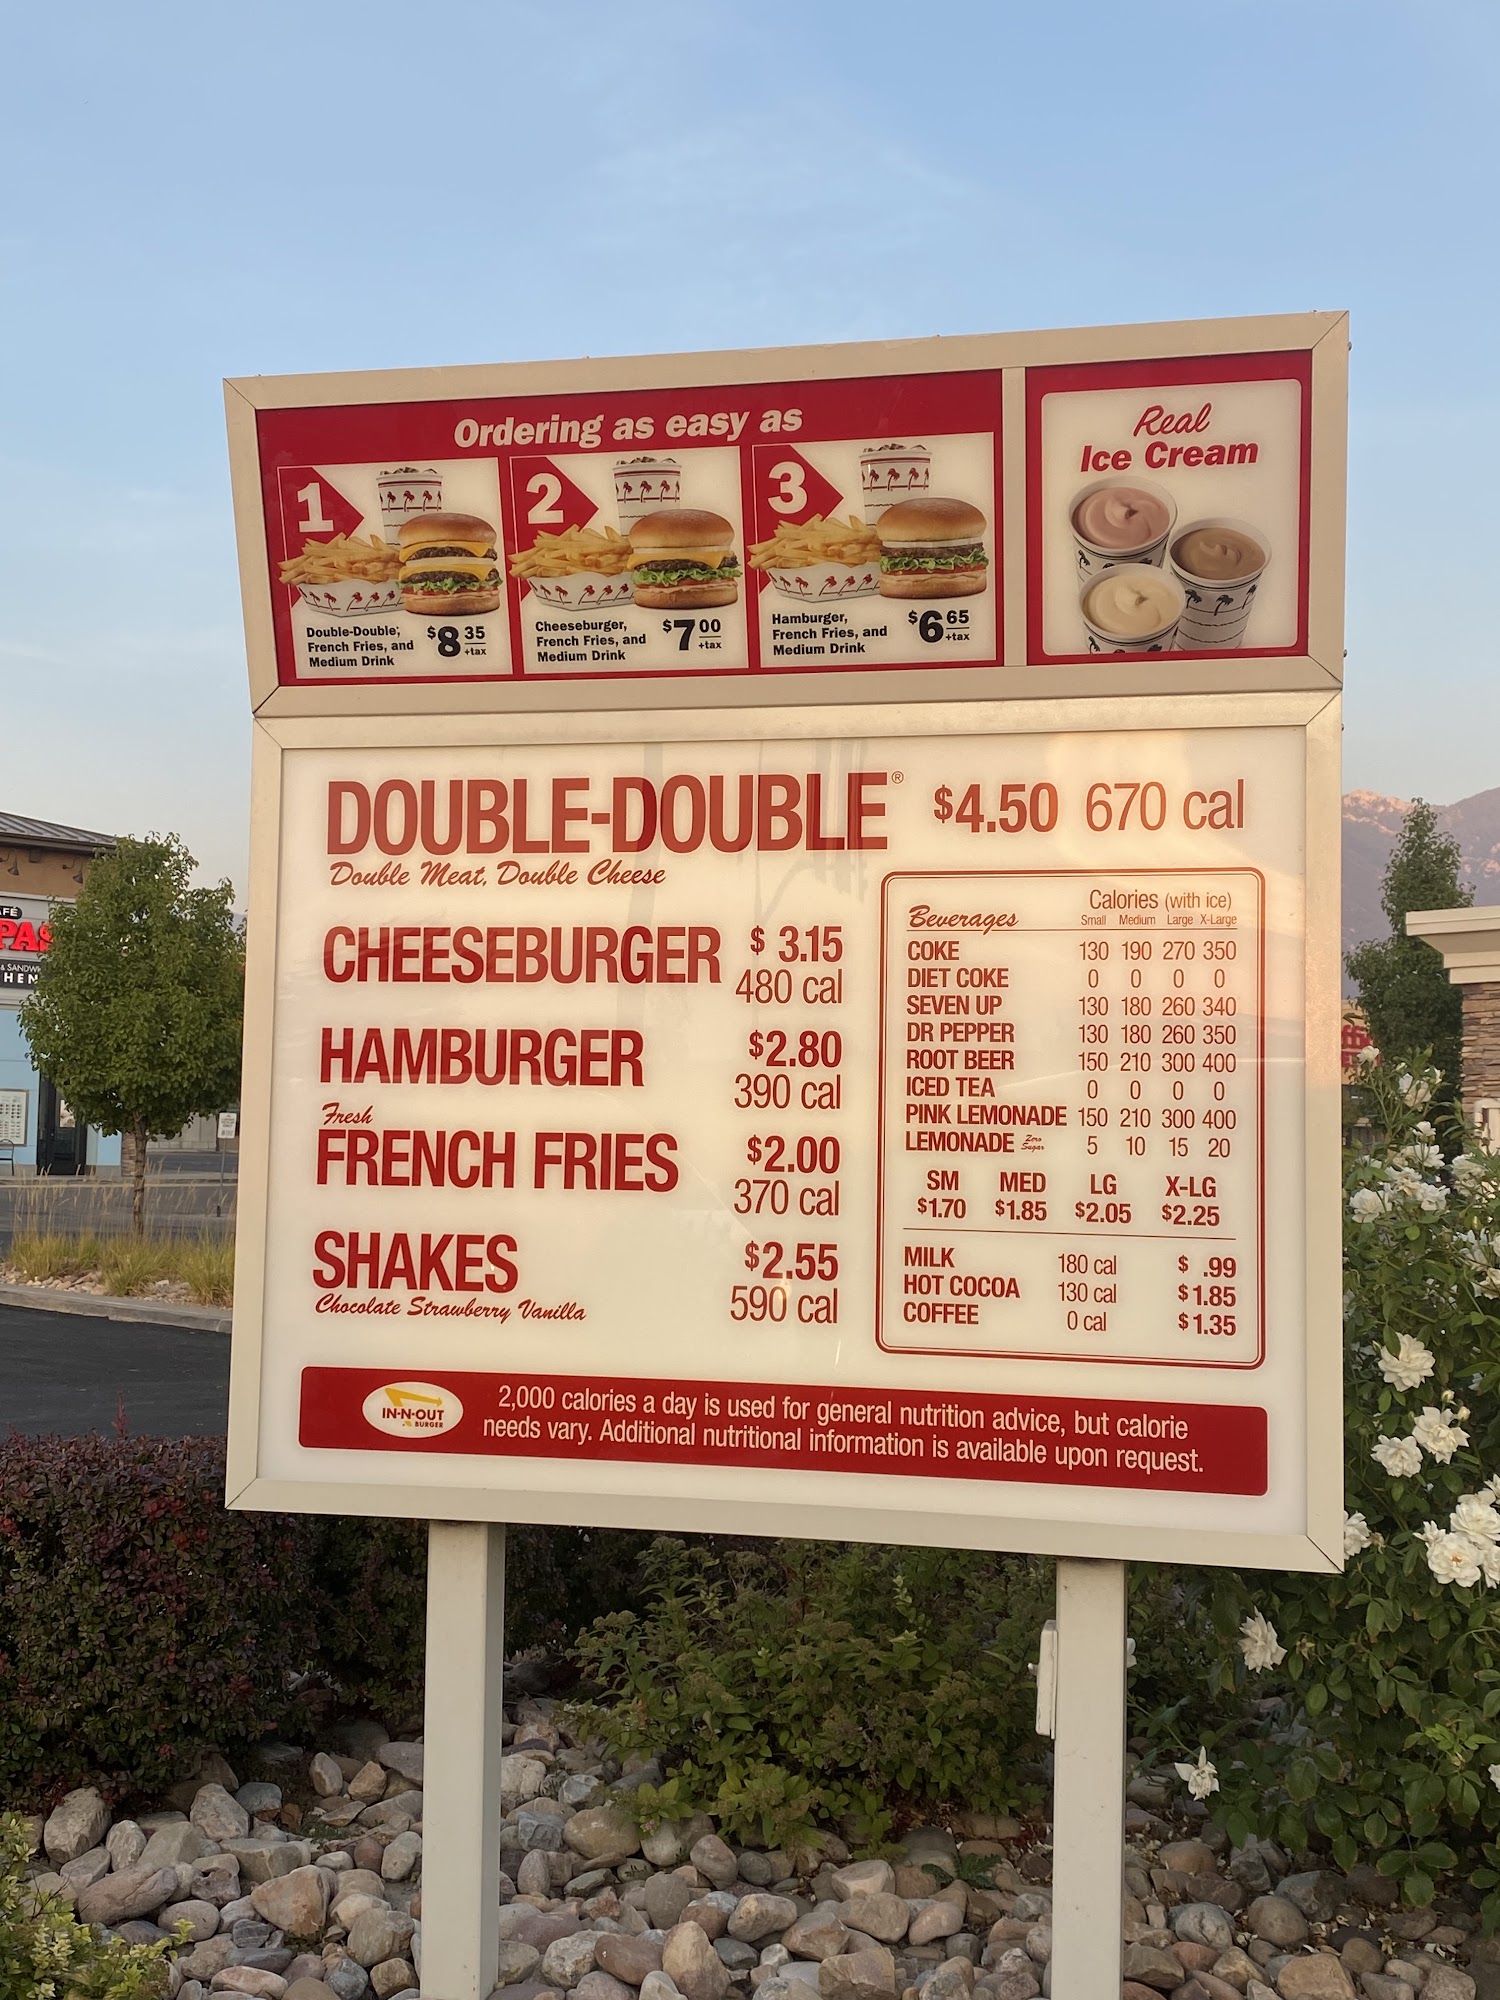 Ordering as easy as
1
Double-Double,
French Fries, and
Medium Drink
$8 35
+tax
2
Cheeseburger,
French Fries, and
Medium Drink
$7 00
+tax
3
Hamburger,
French Fries, and
Medium Drink
$6 65
+tax
Real
Ice Cream
DOUBLE-DOUBLE® $4.50 670 cal
Double Meat, Double Cheese
CHEESEBURGER $ 3.15
480 cal
HAMBURGER $2.80
390 cal
Fresh
FRENCH FRIES $2.00
370 cal
SHAKES $2.55
Chocolate Strawberry Vanilla 590 cal
Calories (with ice)
Beverages Small Medium Large X-Large
COKE 130 190 270 350
DIET COKE 0 0 0 0
SEVEN UP 130 180 260 340
DR PEPPER 130 180 260 350
ROOT BEER 150 210 300 400
ICED TEA 0 0 0 0
PINK LEMONADE 150 210 300 400
LEMONADE Zero Sugar 5 10 15 20
SM MED LG X-LG
$1.70 $1.85 $2.05 $2.25
MILK 180 cal $ .99
HOT COCOA 130 cal $1.85
COFFEE 0 cal $1.35
IN-N-OUT
BURGER
2,000 calories a day is used for general nutrition advice, but calorie
needs vary. Additional nutritional information is available upon request.
AFÉ
PAS
& SANDW
HEN